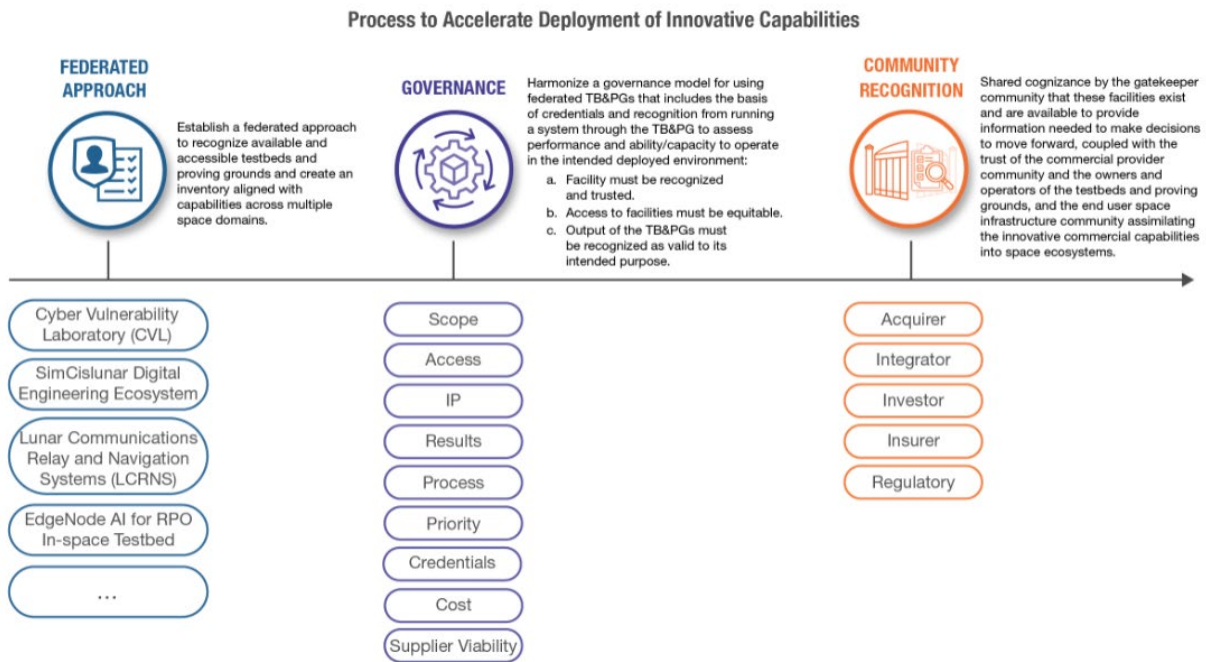 Process to Accelerate Deployment of Innovative Capabilities
FEDERATED
APPROACH
Establish a federated approach
to recognize available and
accessible testbeds and
proving grounds and create an
inventory aligned with
capabilities across multiple
space domains.
GOVERNANCE
Harmonize a governance model for using
federated TB&PGs that includes the basis
of credentials and recognition from running
a system through the TB&PG to assess
performance and ability/capacity to operate
in the intended deployed environment:
a. Facility must be recognized
and trusted.
b. Access to facilities must be equitable.
c. Output of the TB&PGs must
be recognized as valid to its
intended purpose.
COMMUNITY
RECOGNITION
Shared cognizance by the gatekeeper
community that these facilities exist
and are available to provide
information needed to make decisions
to move forward, coupled with the
trust of the commercial provider
community and the owners and
operators of the testbeds and proving
grounds, and the end user space
infrastructure community assimilating
the innovative commercial capabilities
into space ecosystems.
Cyber Vulnerability
Laboratory (CVL)
SimCislunar Digital
Engineering Ecosystem
Lunar Communications
Relay and Navigation
Systems (LCRNS)
EdgeNode AI for RPO
In-space Testbed
...
Scope
Access
IP
Results
Process
Priority
Credentials
Cost
Supplier Viability
Acquirer
Integrator
Investor
Insurer
Regulatory